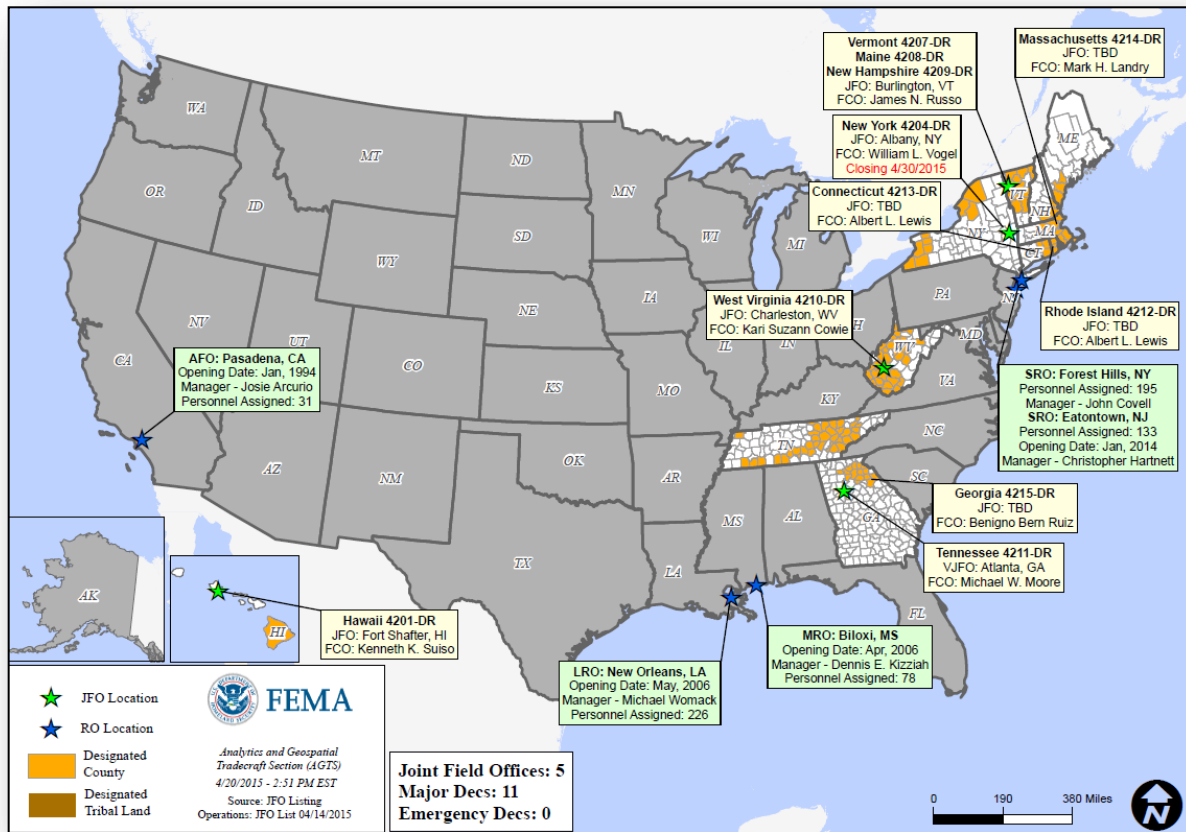 Vermont 4207-DR
Maine 4208-DR
New Hampshire 4209-DR
JFO: Burlington, VT
FCO: James N. Russo
Massachusetts 4214-DR
JFO: TBD
FCO: Mark H. Landry
New York 4204-DR
JFO: Albany, NY
FCO: William L. Vogel
Closing 4/30/2015
Connecticut 4213-DR
JFO: TBD
FCO: Albert L. Lewis
West Virginia 4210-DR
JFO: Charleston, WV
FCO: Kari Suzann Cowie
Rhode Island 4212-DR
JFO: TBD
FCO: Albert L. Lewis
AFO: Pasadena, CA
Opening Date: Jan, 1994
Manager - Josie Arcurio
Personnel Assigned: 31
SRO: Forest Hills, NY
Personnel Assigned: 195
Manager - John Covell
SRO: Eatontown, NJ
Personnel Assigned: 133
Opening Date: Jan, 2014
Manager - Christopher Hartnett
Georgia 4215-DR
JFO: TBD
FCO: Benigno Bern Ruiz
Tennessee 4211-DR
VJFO: Atlanta, GA
FCO: Michael W. Moore
Hawaii 4201-DR
JFO: Fort Shafter, HI
FCO: Kenneth K. Suiso
LRO: New Orleans, LA
Opening Date: May, 2006
Manager - Michael Womack
Personnel Assigned: 226
MRO: Biloxi, MS
Opening Date: Apr, 2006
Manager - Dennis E. Kizziah
Personnel Assigned: 78
WA
MT
ND
MN
ME
OR
ID
SD
WI
MI
VT
NH
NY
MA
CT
WY
NE
IA
PA
NV
UT
CO
IL
IN
WV
MD
CA
KS
MO
KY
VA
AZ
NM
OK
AR
TN
NC
SC
TX
LA
MS
AL
GA
FL
AK
HI
JFO Location
RO Location
Designated
County
Designated
Tribal Land
FEMA
Analytics and Geospatial
Tradecraft Section (AGTS)
4/20/2015 - 2:51 PM EST
Source: JFO Listing
Operations: JFO List 04/14/2015
Joint Field Offices: 5
Major Decs: 11
Emergency Decs: 0
0 190 380 Miles
N